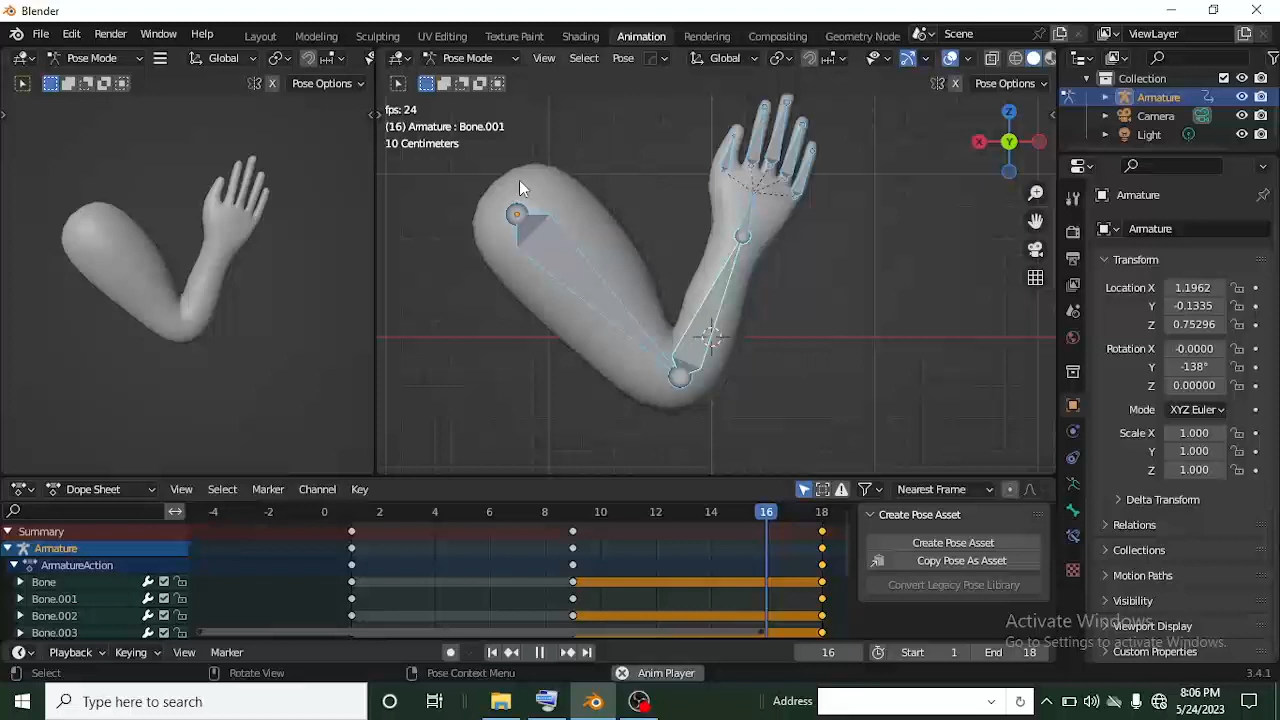 Blender
File Edit Render Window Help Layout Modeling Sculpting UV Editing Texture Paint Shading Animation Rendering Compositing Geometry Node Scene ViewLayer
Pose Mode Global Pose Mode View Select Pose Global
X Pose Options X Pose Options
Collection
Armature
Camera
Light
fps: 24
(16) Armature : Bone.001
10 Centimeters
Z
X Y
Armature
Armature
Transform
Location X 1.1962
Y -0.1335
Z 0.75296
Rotation X -0.0000
Y -138°
Z 0.00000
Mode XYZ Euler
Scale X 1.000
Y 1.000
Z 1.000
Delta Transform
Relations
Collections
Motion Paths
Visibility
Viewport Display
Custom Properties
Dope Sheet View Select Marker Channel Key Nearest Frame
-4 -2 0 2 4 6 8 10 12 14 16 18
Create Pose Asset
Summary
Armature
Create Pose Asset
ArmatureAction
Copy Pose As Asset
Bone
Convert Legacy Pose Library
Bone.001
Bone.002
Bone.003
Activate Windows
Go to Settings to activate Windows.
Playback Keying View Marker 16 Start 1 End 18
Select Rotate View Pose Context Menu Anim Player 3.4.1
Type here to search Address 8:06 PM
5/24/2023